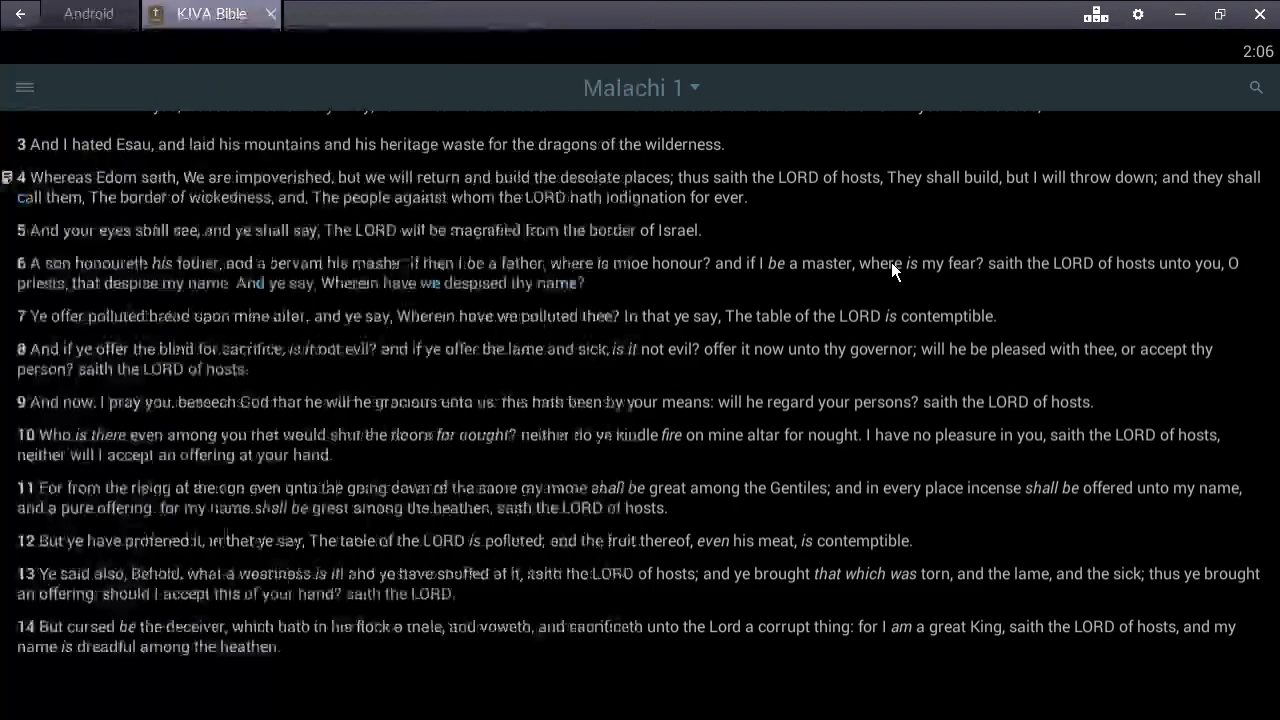 Android
KJVA Bible
2:06
Malachi 1
3 And I hated Esau, and laid his mountains and his heritage waste for the dragons of the wilderness.
4 Whereas Edom saith, We are impoverished, but we will return and build the desolate places; thus saith the LORD of hosts, They shall build, but I will throw down; and they shall
call them, The border of wickedness, and, The people against whom the LORD hath indignation for ever.
5 And your eyes shall see, and ye shall say, The LORD will be magnified from the border of Israel.
6 A son honoureth his father, and a servant his master: if then I be a father, where is mine honour? and if I be a master, where is my fear? saith the LORD of hosts unto you, O
priests, that despise my name. And ye say, Wherein have we despised thy name?
7 Ye offer polluted bread upon mine altar, and ye say, Wherein have we polluted thee? In that ye say, The table of the LORD is contemptible.
8 And if ye offer the blind for sacrifice, is it not evil? and if ye offer the lame and sick, is it not evil? offer it now unto thy governor; will he be pleased with thee, or accept thy
person? saith the LORD of hosts.
9 And now, I pray you, beseech God that he will be gracious unto us: this hath been by your means: will he regard your persons? saith the LORD of hosts.
10 Who is there even among you that would shut the doors for nought? neither do ye kindle fire on mine altar for nought. I have no pleasure in you, saith the LORD of hosts,
neither will I accept an offering at your hand.
11 For from the rising of the sun even unto the going down of the same my name shall be great among the Gentiles; and in every place incense shall be offered unto my name,
and a pure offering: for my name shall be great among the heathen, saith the LORD of hosts.
12 But ye have profaned it, in that ye say, The table of the LORD is polluted; and the fruit thereof, even his meat, is contemptible.
13 Ye said also, Behold, what a weariness is it! and ye have snuffed at it, saith the LORD of hosts; and ye brought that which was torn, and the lame, and the sick; thus ye brought
an offering: should I accept this of your hand? saith the LORD.
14 But cursed be the deceiver, which hath in his flock a male, and voweth, and sacrificeth unto the Lord a corrupt thing: for I am a great King, saith the LORD of hosts, and my
name is dreadful among the heathen.